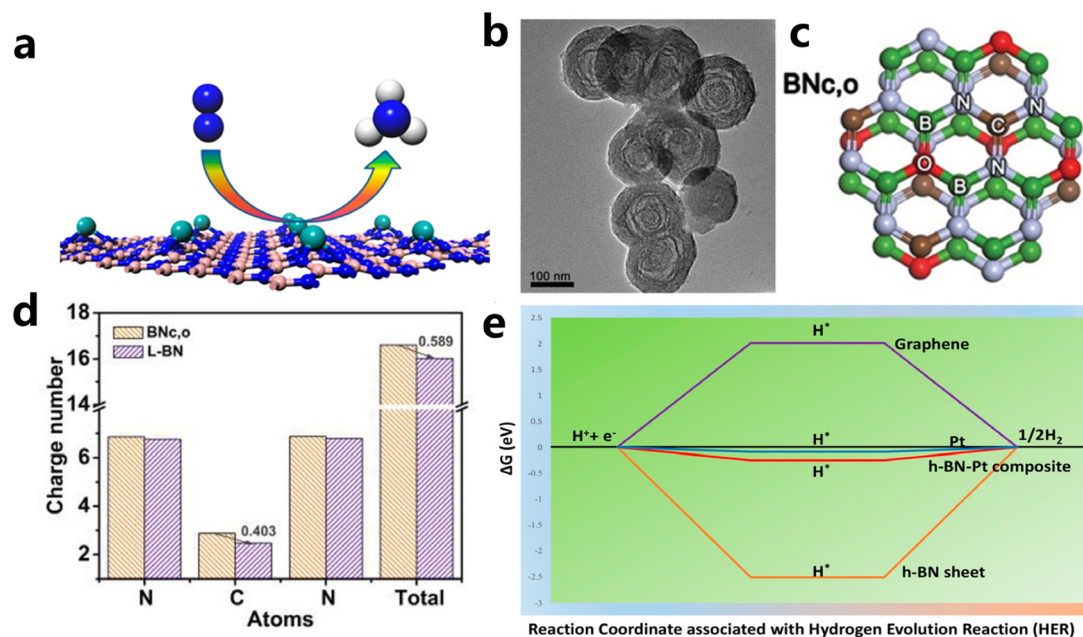 a
b
100 nm
c
BNc,o
N
N
B
C
O
N
B
d
18
16
14
6
4
2
Charge number
BNc,o
L-BN
0.589
0.403
N
C
N
Total
Atoms
e
2.5
2
1.5
1
0.5
0
-0.5
-1
-1.5
-2
-2.5
-3
ΔG (eV)
H*
Graphene
H⁺+ e⁻
H*
Pt
1/2H₂
H*
h-BN-Pt composite
H*
h-BN sheet
Reaction Coordinate associated with Hydrogen Evolution Reaction (HER)